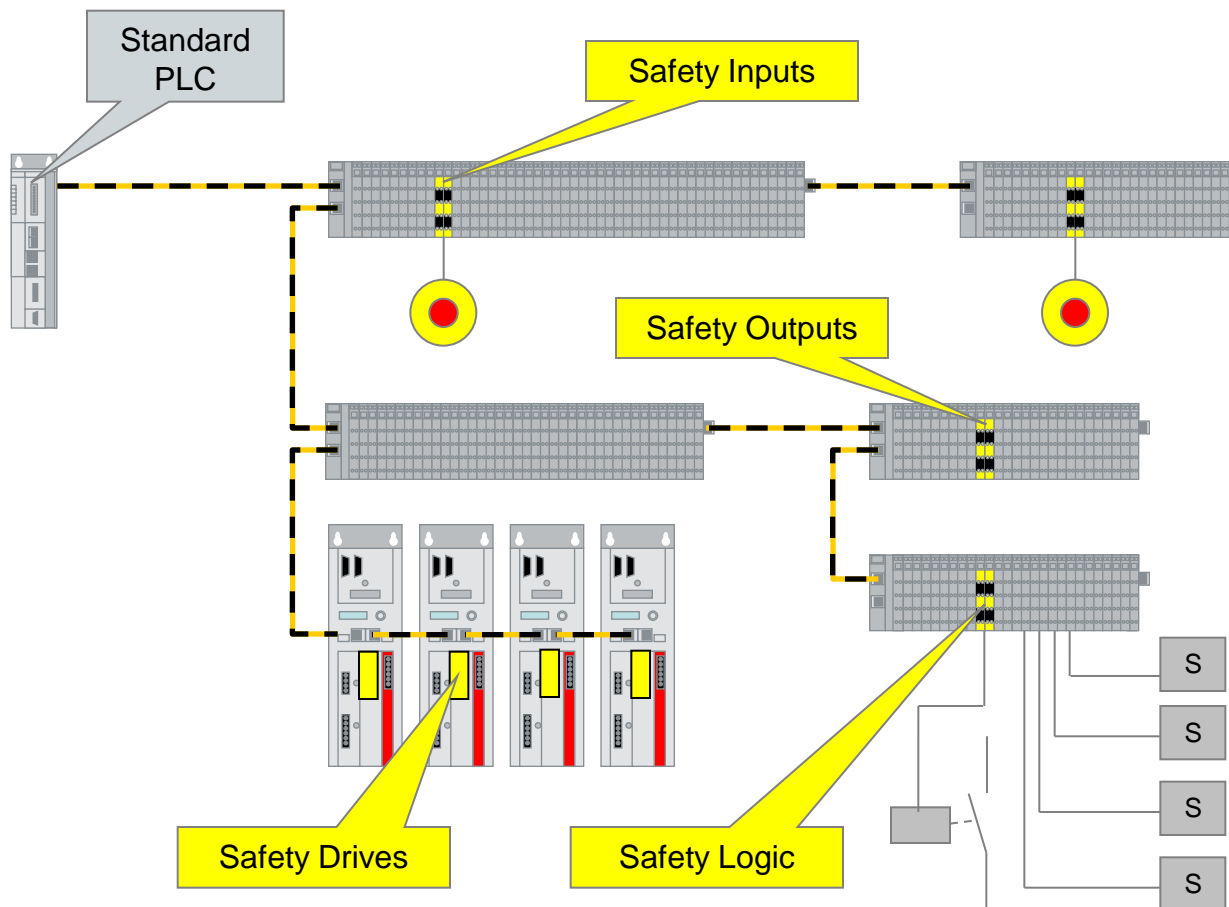 Standard
PLC
Safety Inputs
Safety Outputs
S
S
S
S
Safety Drives
Safety Logic